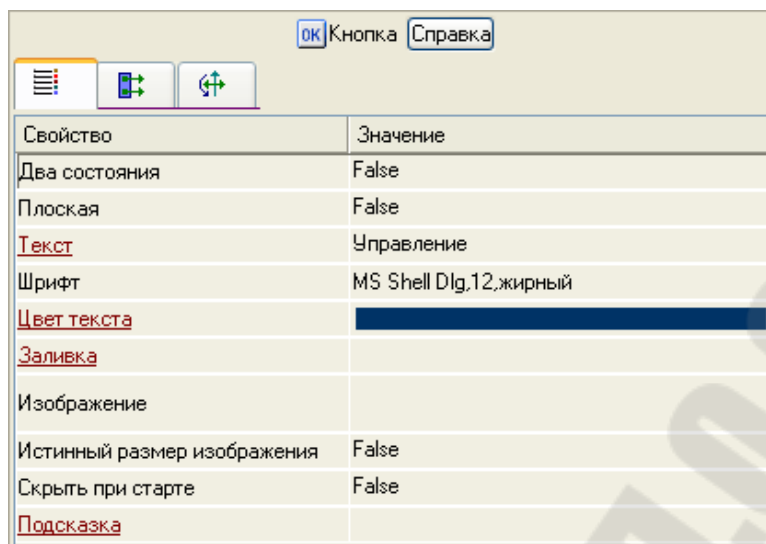 OK Кнопка Справка
Свойство Значение
Два состояния False
Плоская False
Текст Управление
Шрифт MS Shell Dlg,12,жирный
Цвет текста
Заливка
Изображение
Истинный размер изображения False
Скрыть при старте False
Подсказка